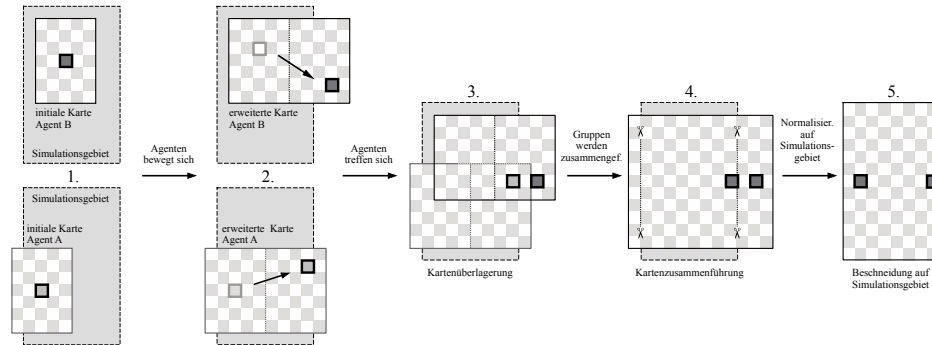 initiale Karte
Agent B
Simulationsgebiet
1.
Simulationsgebiet
initiale Karte
Agent A
Agenten
bewegt sich
erweiterte Karte
Agent B
2.
erweiterte Karte
Agent A
Agenten
treffen sich
3.
Kartenüberlagerung
Gruppen
werden
zusammengef.
4.
Kartenzusammenführung
Normalisier.
auf
Simulations-
gebiet
5.
Beschneidung auf
Simulationsgebiet